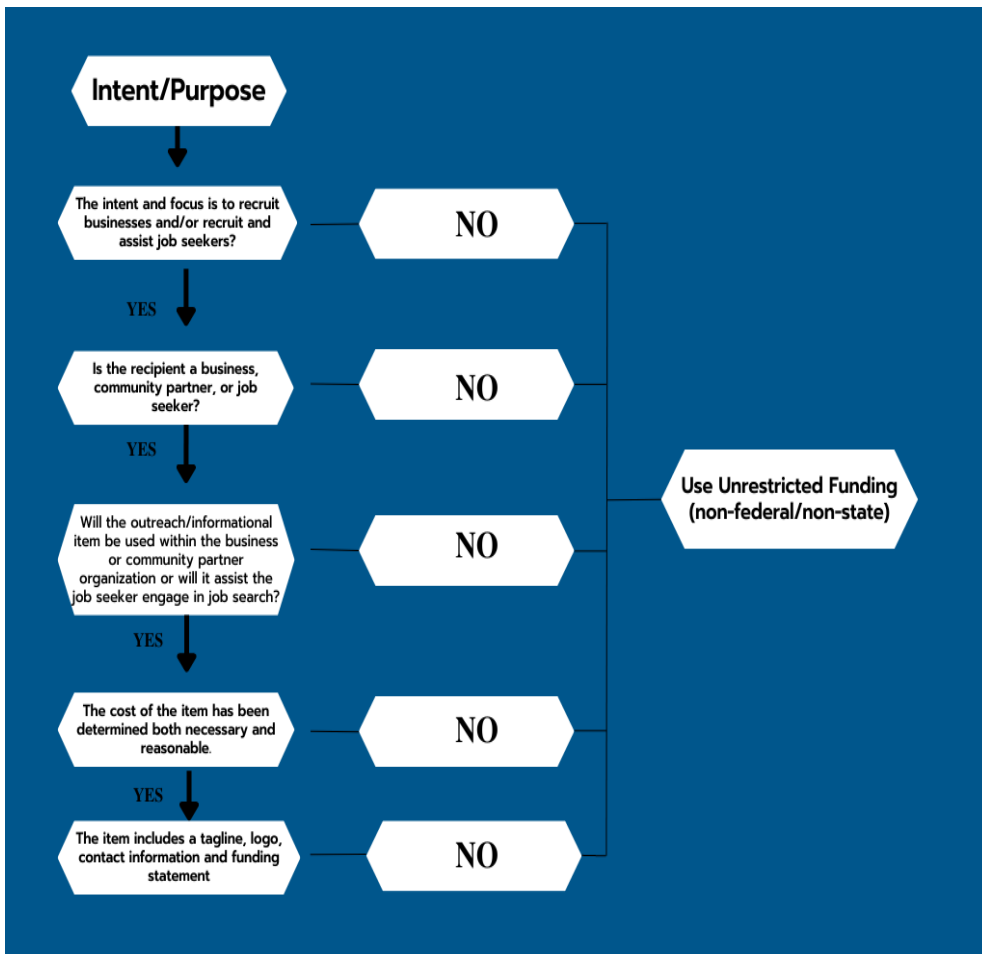 Intent/Purpose
The intent and focus is to recruit
businesses and/or recruit and
assist job seekers?
NO
YES
Is the recipient a business,
community partner, or job
seeker?
NO
YES
Use Unrestricted Funding
(non-federal/non-state)
Will the outreach/informational
item be used within the business
or community partner
organization or will it assist the
job seeker engage in job search?
NO
YES
The cost of the item has been
determined both necessary and
reasonable.
NO
YES
The item includes a tagline, logo,
contact information and funding
statement
NO